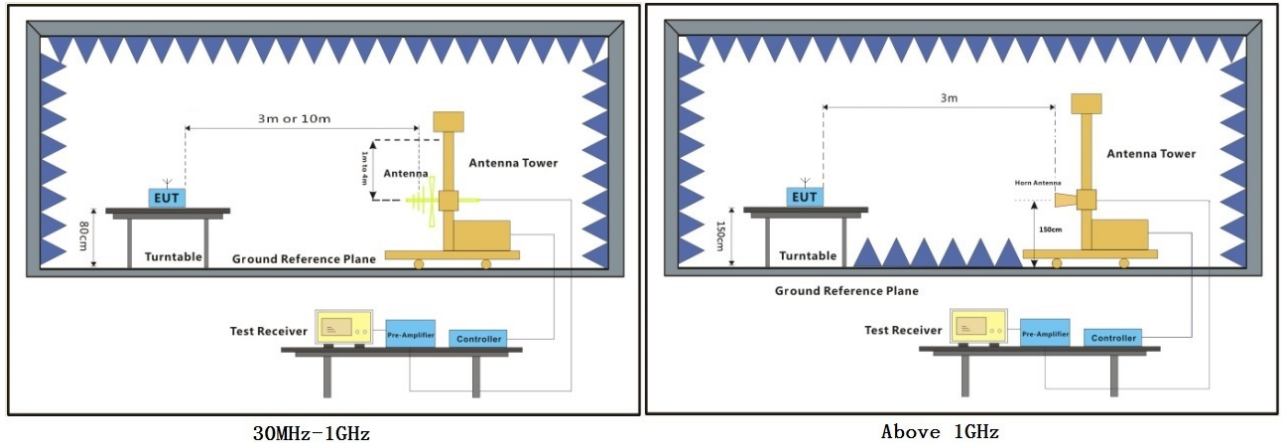 3m or 10m
1m to 4m
Antenna
Antenna Tower
EUT
80cm
Turntable
Ground Reference Plane
Test Receiver
Pre-Amplifier
Controller
30MHz-1GHz
3m
Antenna Tower
Horn Antenna
EUT
150cm
150cm
Turntable
Ground Reference Plane
Test Receiver
Pre-Amplifier
Controller
Above 1GHz